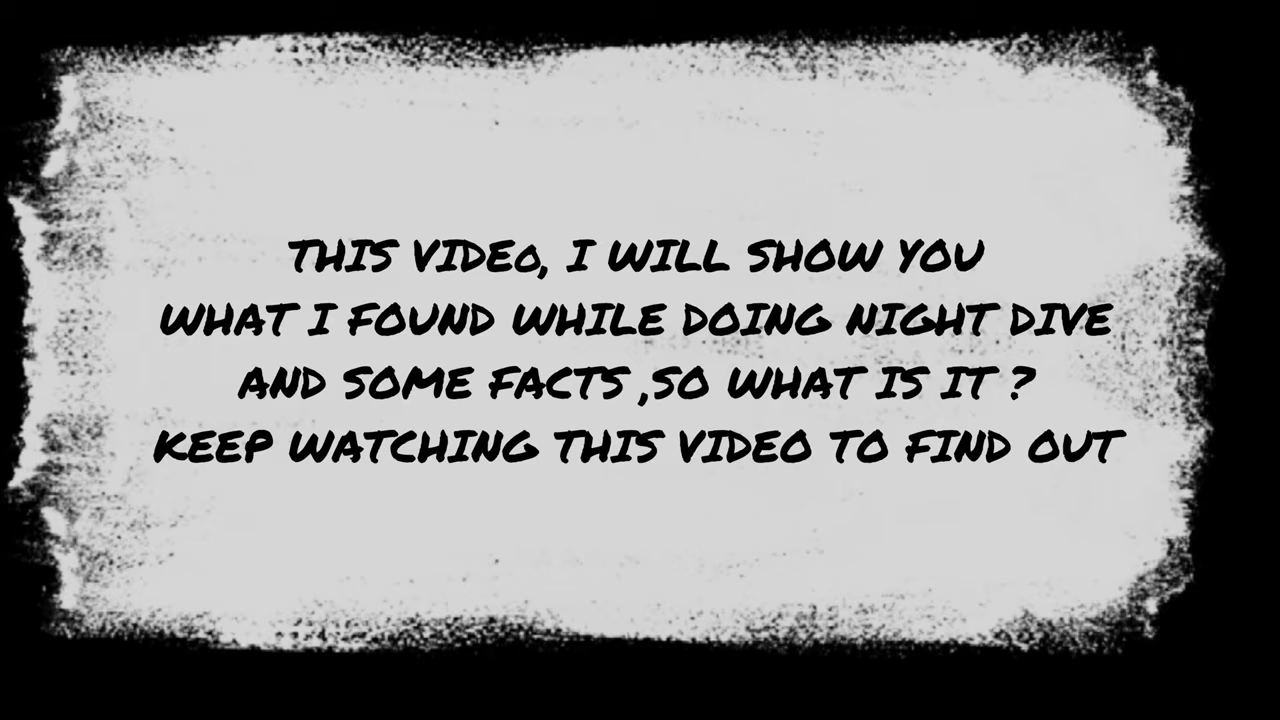 THIS VIDEo, I WILL SHOW YOU
WHAT I FOUND WHILE DOING NIGHT DIVE
AND SOME FACTS ,SO WHAT IS IT ?
KEEP WATCHING THIS VIDEO TO FIND OUT